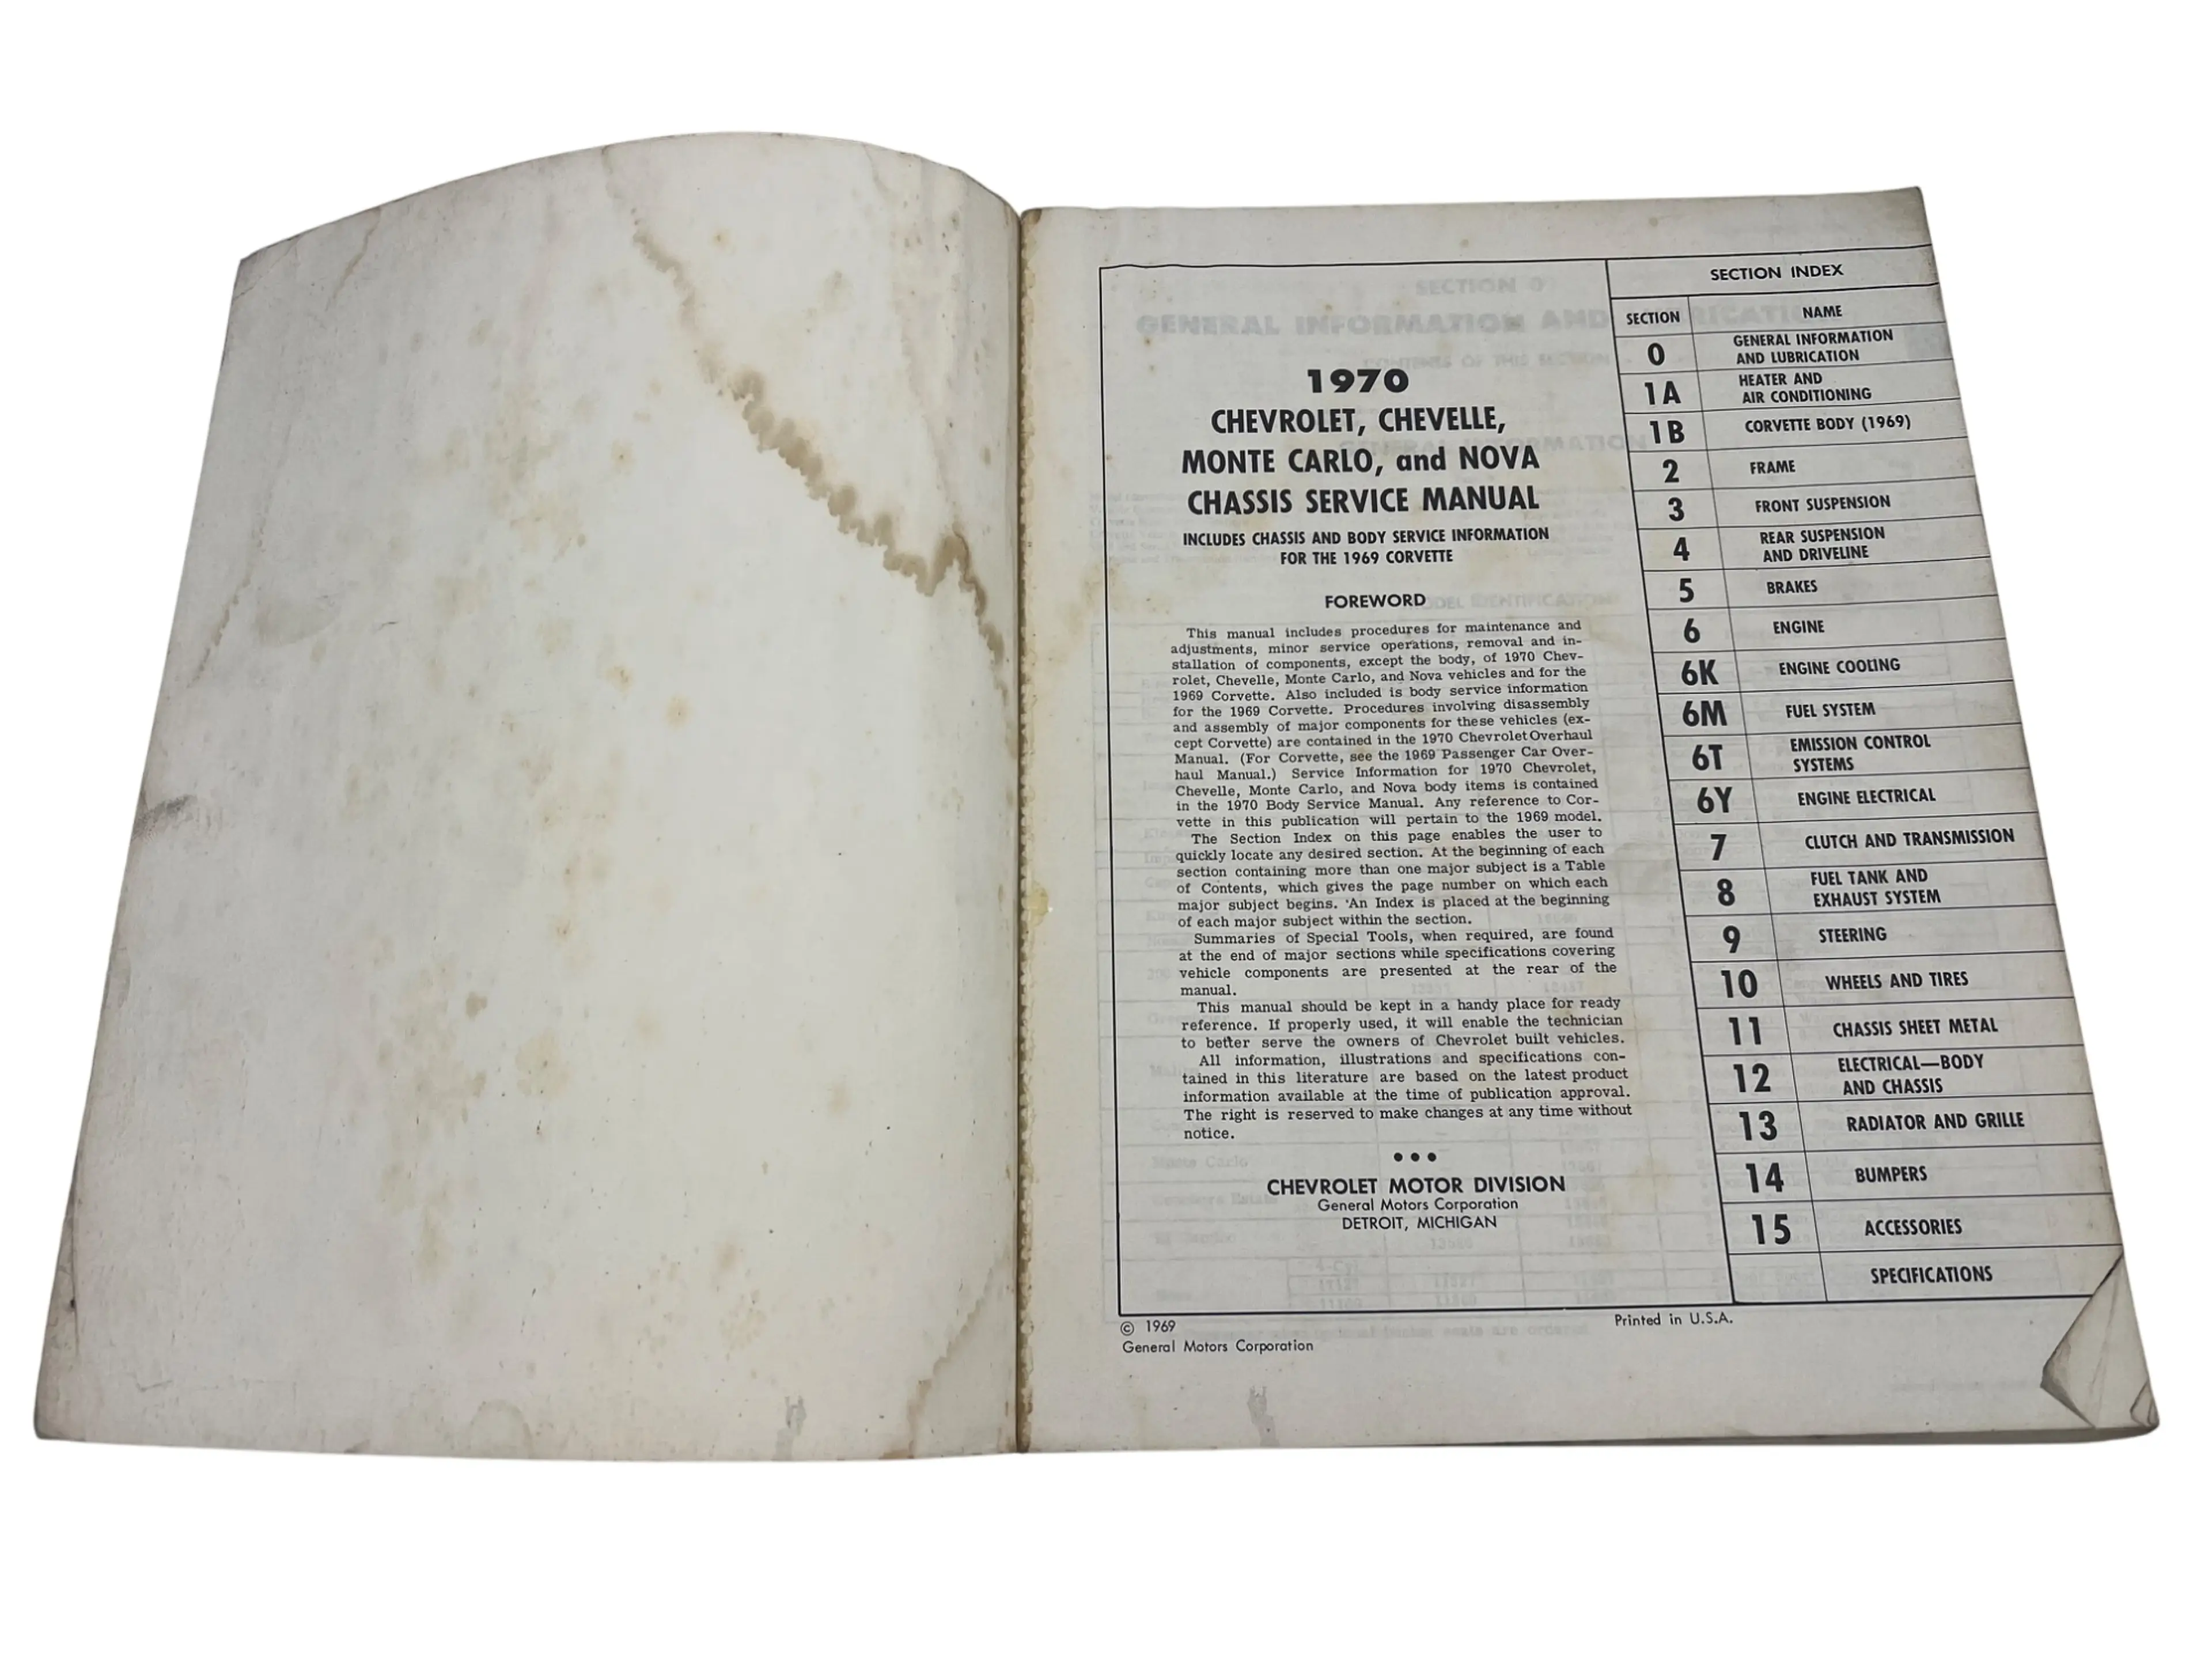 1970
CHEVROLET, CHEVELLE,
MONTE CARLO, and NOVA
CHASSIS SERVICE MANUAL
INCLUDES CHASSIS AND BODY SERVICE INFORMATION
FOR THE 1969 CORVETTE
FOREWORD
This manual includes procedures for maintenance and
adjustments, minor service operations, removal and in-
stallation of components, except the body, of 1970 Chev-
rolet, Chevelle, Monte Carlo, and Nova vehicles and for the
1969 Corvette. Also included is body service information
for the 1969 Corvette. Procedures involving disassembly
and assembly of major components for these vehicles (ex-
cept Corvette) are contained in the 1970 Chevrolet Overhaul
Manual. (For Corvette, see the 1969 Passenger Car Over-
haul Manual.) Service Information for 1970 Chevrolet,
Chevelle, Monte Carlo, and Nova body items is contained
in the 1970 Body Service Manual. Any reference to Cor-
vette in this publication will pertain to the 1969 model.
The Section Index on this page enables the user to
quickly locate any desired section. At the beginning of each
section containing more than one major subject is a Table
of Contents, which gives the page number on which each
major subject begins. An Index is placed at the beginning
of each major subject within the section.
Summaries of Special Tools, when required, are found
at the end of major sections while specifications covering
vehicle components are presented at the rear of the
manual.
This manual should be kept in a handy place for ready
reference. If properly used, it will enable the technician
to better serve the owners of Chevrolet built vehicles.
All information, illustrations and specifications con-
tained in this literature are based on the latest product
information available at the time of publication approval.
The right is reserved to make changes at any time without
notice.
• • •
CHEVROLET MOTOR DIVISION
General Motors Corporation
DETROIT, MICHIGAN
SECTION INDEX
SECTION NAME
0 GENERAL INFORMATION
AND LUBRICATION
1A HEATER AND
AIR CONDITIONING
1B CORVETTE BODY (1969)
2 FRAME
3 FRONT SUSPENSION
4 REAR SUSPENSION
AND DRIVELINE
5 BRAKES
6 ENGINE
6K ENGINE COOLING
6M FUEL SYSTEM
6T EMISSION CONTROL
SYSTEMS
6Y ENGINE ELECTRICAL
7 CLUTCH AND TRANSMISSION
8 FUEL TANK AND
EXHAUST SYSTEM
9 STEERING
10 WHEELS AND TIRES
11 CHASSIS SHEET METAL
12 ELECTRICAL—BODY
AND CHASSIS
13 RADIATOR AND GRILLE
14 BUMPERS
15 ACCESSORIES
SPECIFICATIONS
© 1969
General Motors Corporation
Printed in U.S.A.